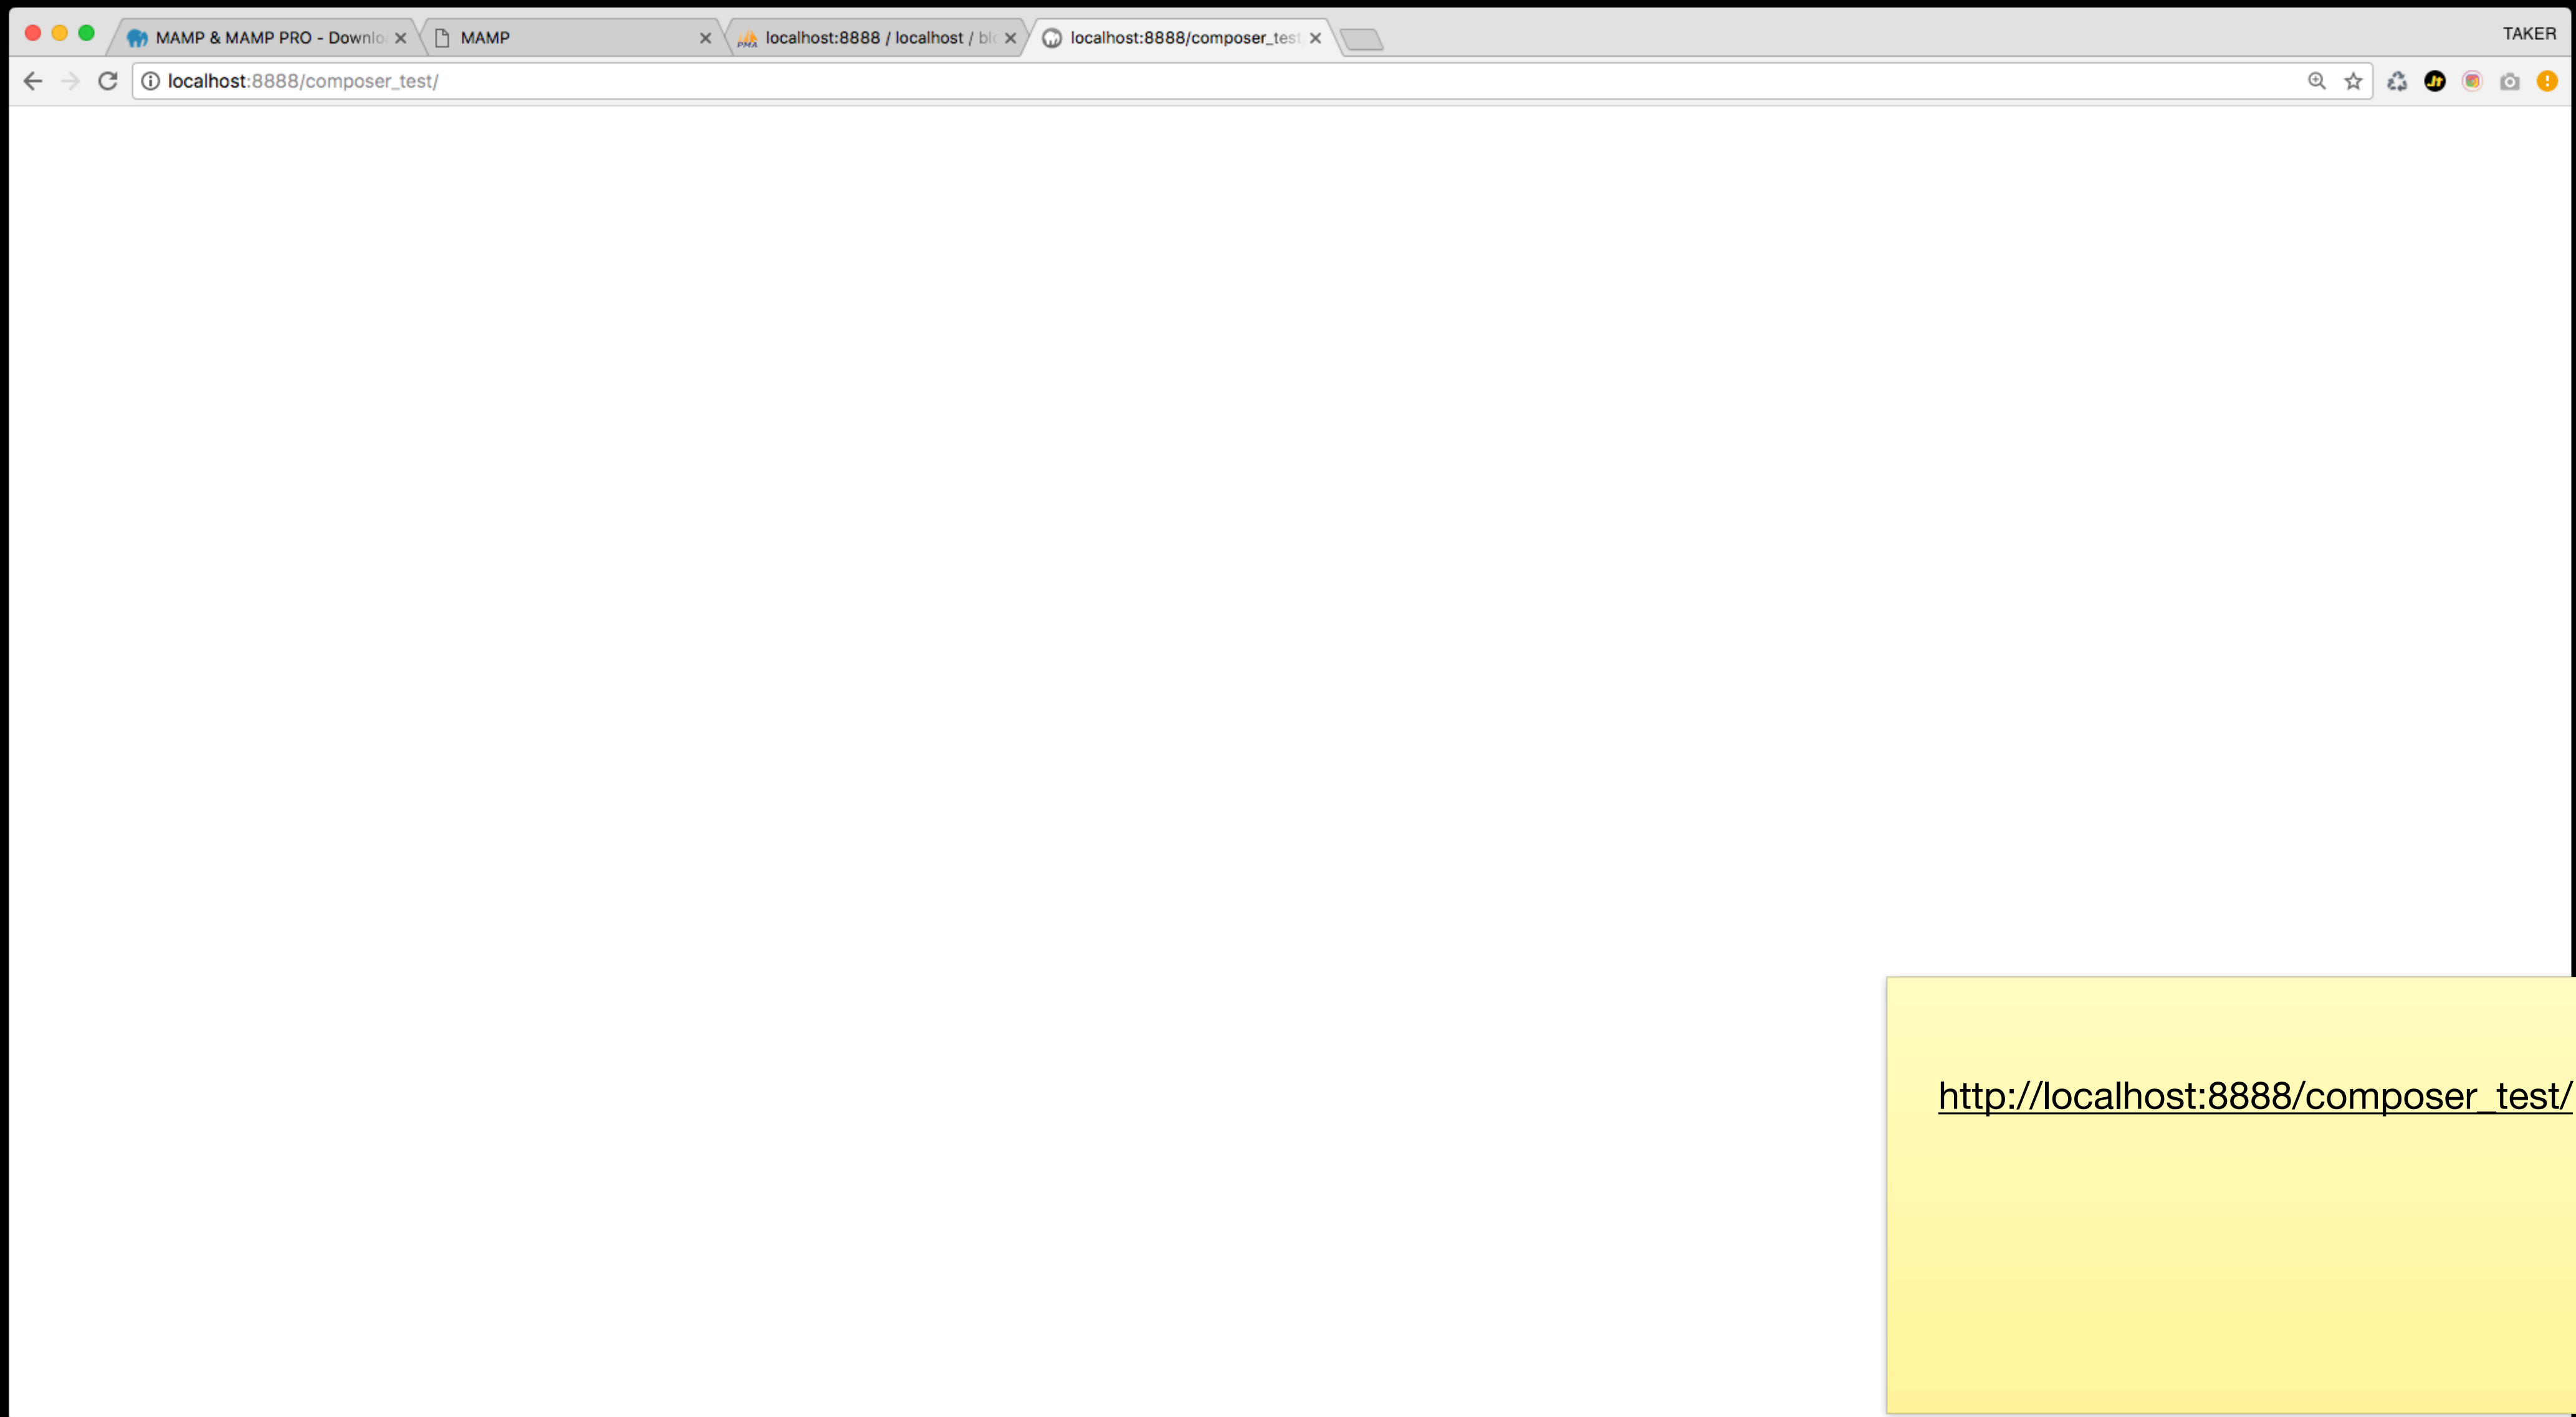 MAMP & MAMP PRO - Downlo
MAMP
localhost:8888 / localhost / blo
localhost:8888/composer_test
TAKER
localhost:8888/composer_test/
http://localhost:8888/composer_test/